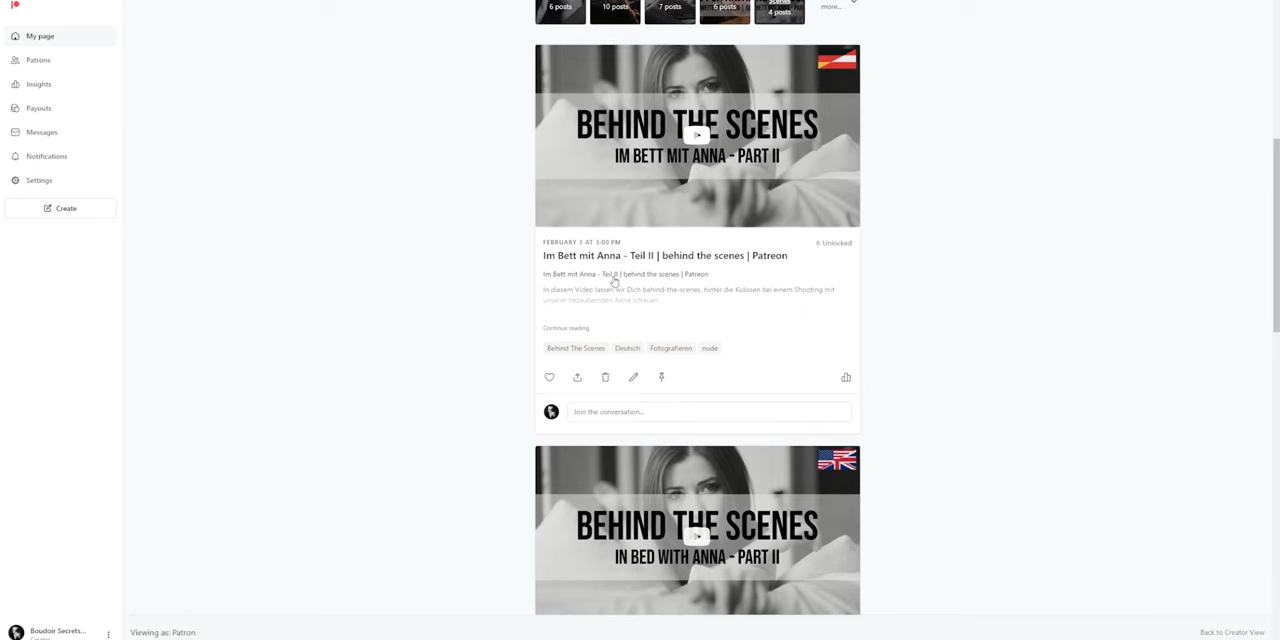 6 posts
10 posts
7 posts
6 posts
4 posts
more...
My page
Patrons
Insights
Payouts
Messages
Notifications
Settings
Create
BEHIND THE SCENES
IM BETT MIT ANNA - PART II
FEBRUARY 3 AT 3:00 PM
6 Unlocked
Im Bett mit Anna - Teil II | behind the scenes | Patreon
Im Bett mit Anna - Teil II | behind the scenes | Patreon
In diesem Video lassen wir Dich behind-the-scenes, hinter die Kulissen bei einem Shooting mit
unserer bezaubernden Anna schauen.
Continue reading
Behind The Scenes Deutsch Fotografieren nude
Join the conversation...
BEHIND THE SCENES
IN BED WITH ANNA - PART II
Boudoir Secrets...
Creator
Viewing as: Patron
Back to Creator View